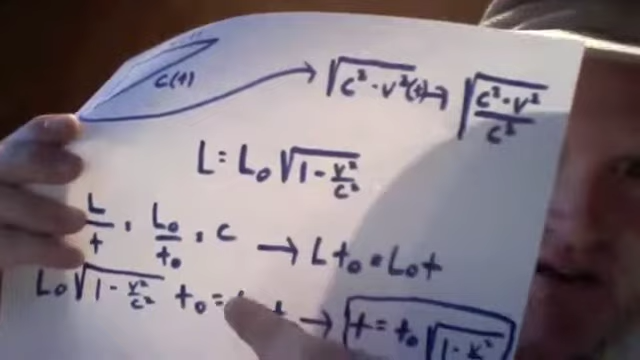 c(t) → √c² - v²(t) → √(c² - v²)/c²
L = L₀ √1 - v²/c²
L/t = L₀/t₀ = c → Lt₀ = L₀t
L₀ √1 - v²/c² t₀ = t → t = t₀ √1 - v²